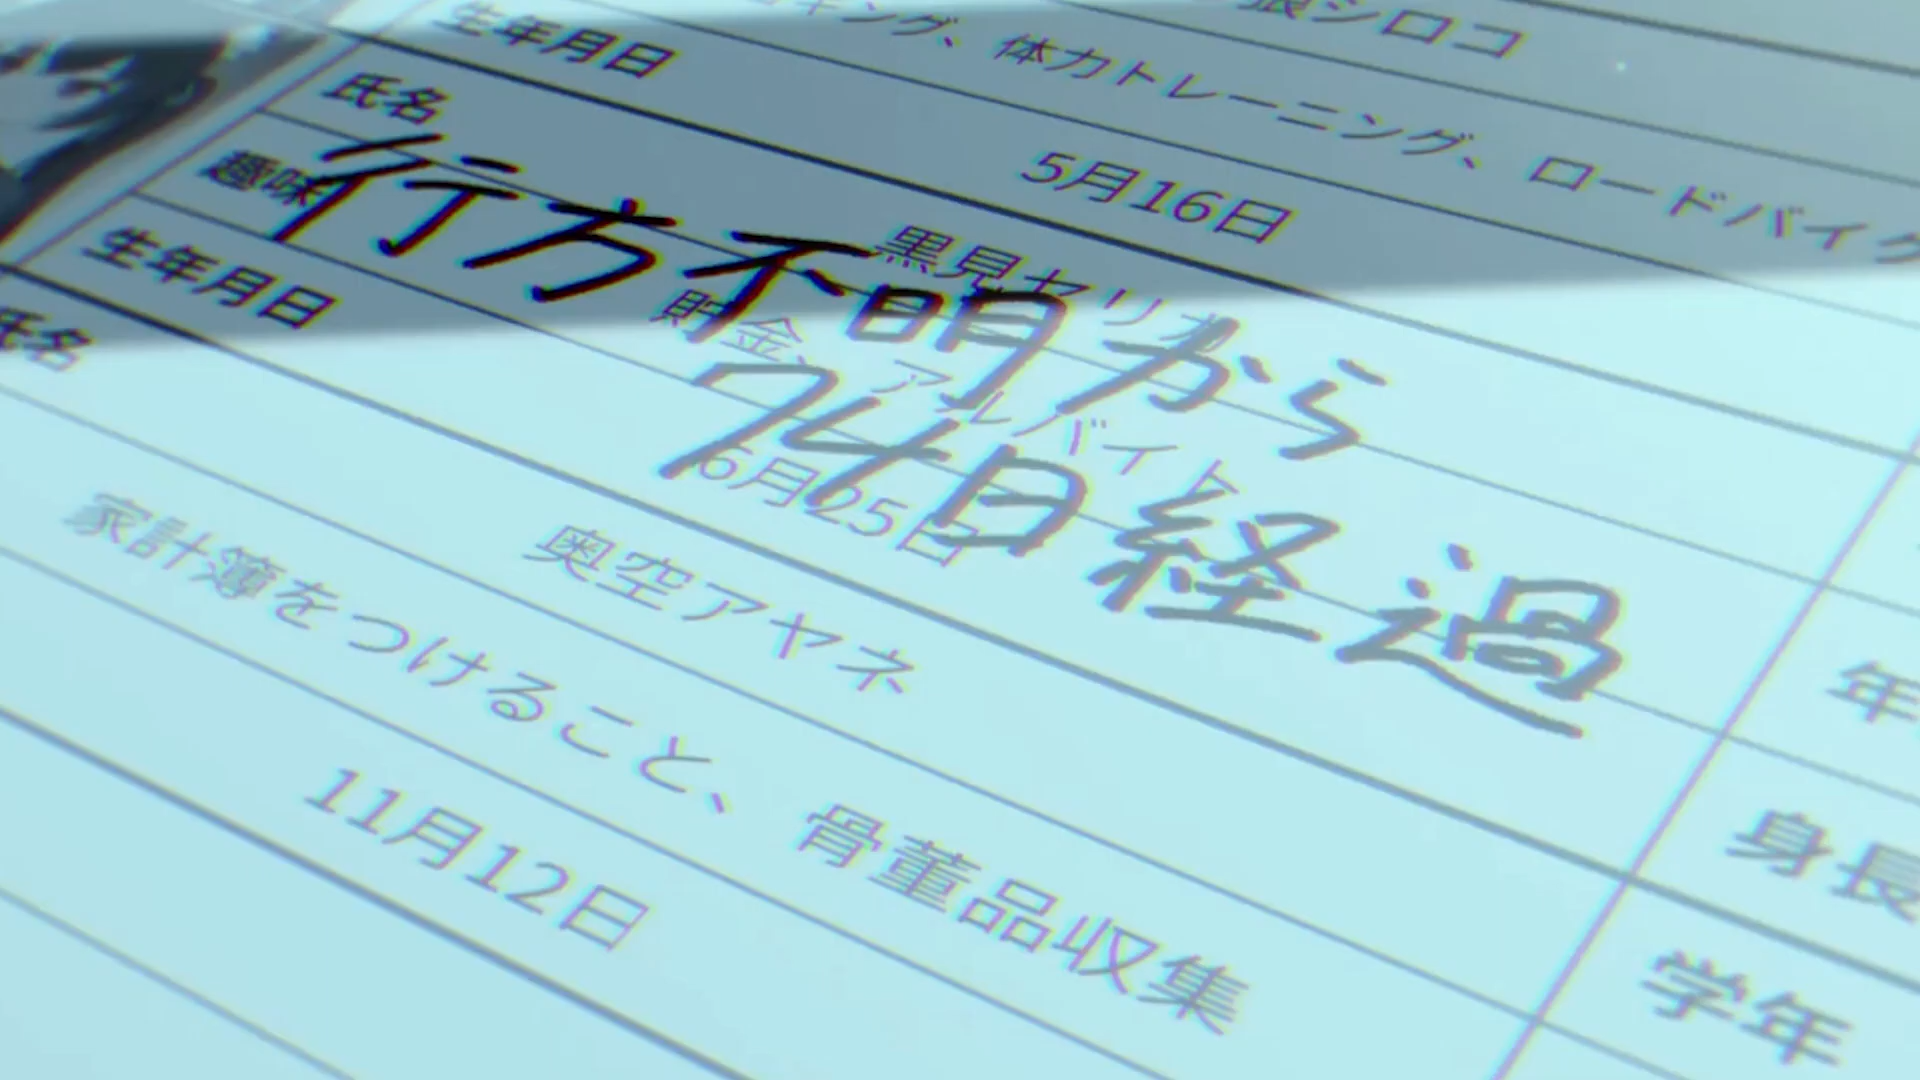 張シロコ
キング、体力トレーニング、ロードバイク
生年月日 5月16日
氏名 黒見セリカ
趣味 貯金、アルバイト
生年月日 6月25日
行方不明から
74日経過
氏名 奥空アヤネ
家計簿をつけること、骨董品収集
11月12日
年
身長
学年